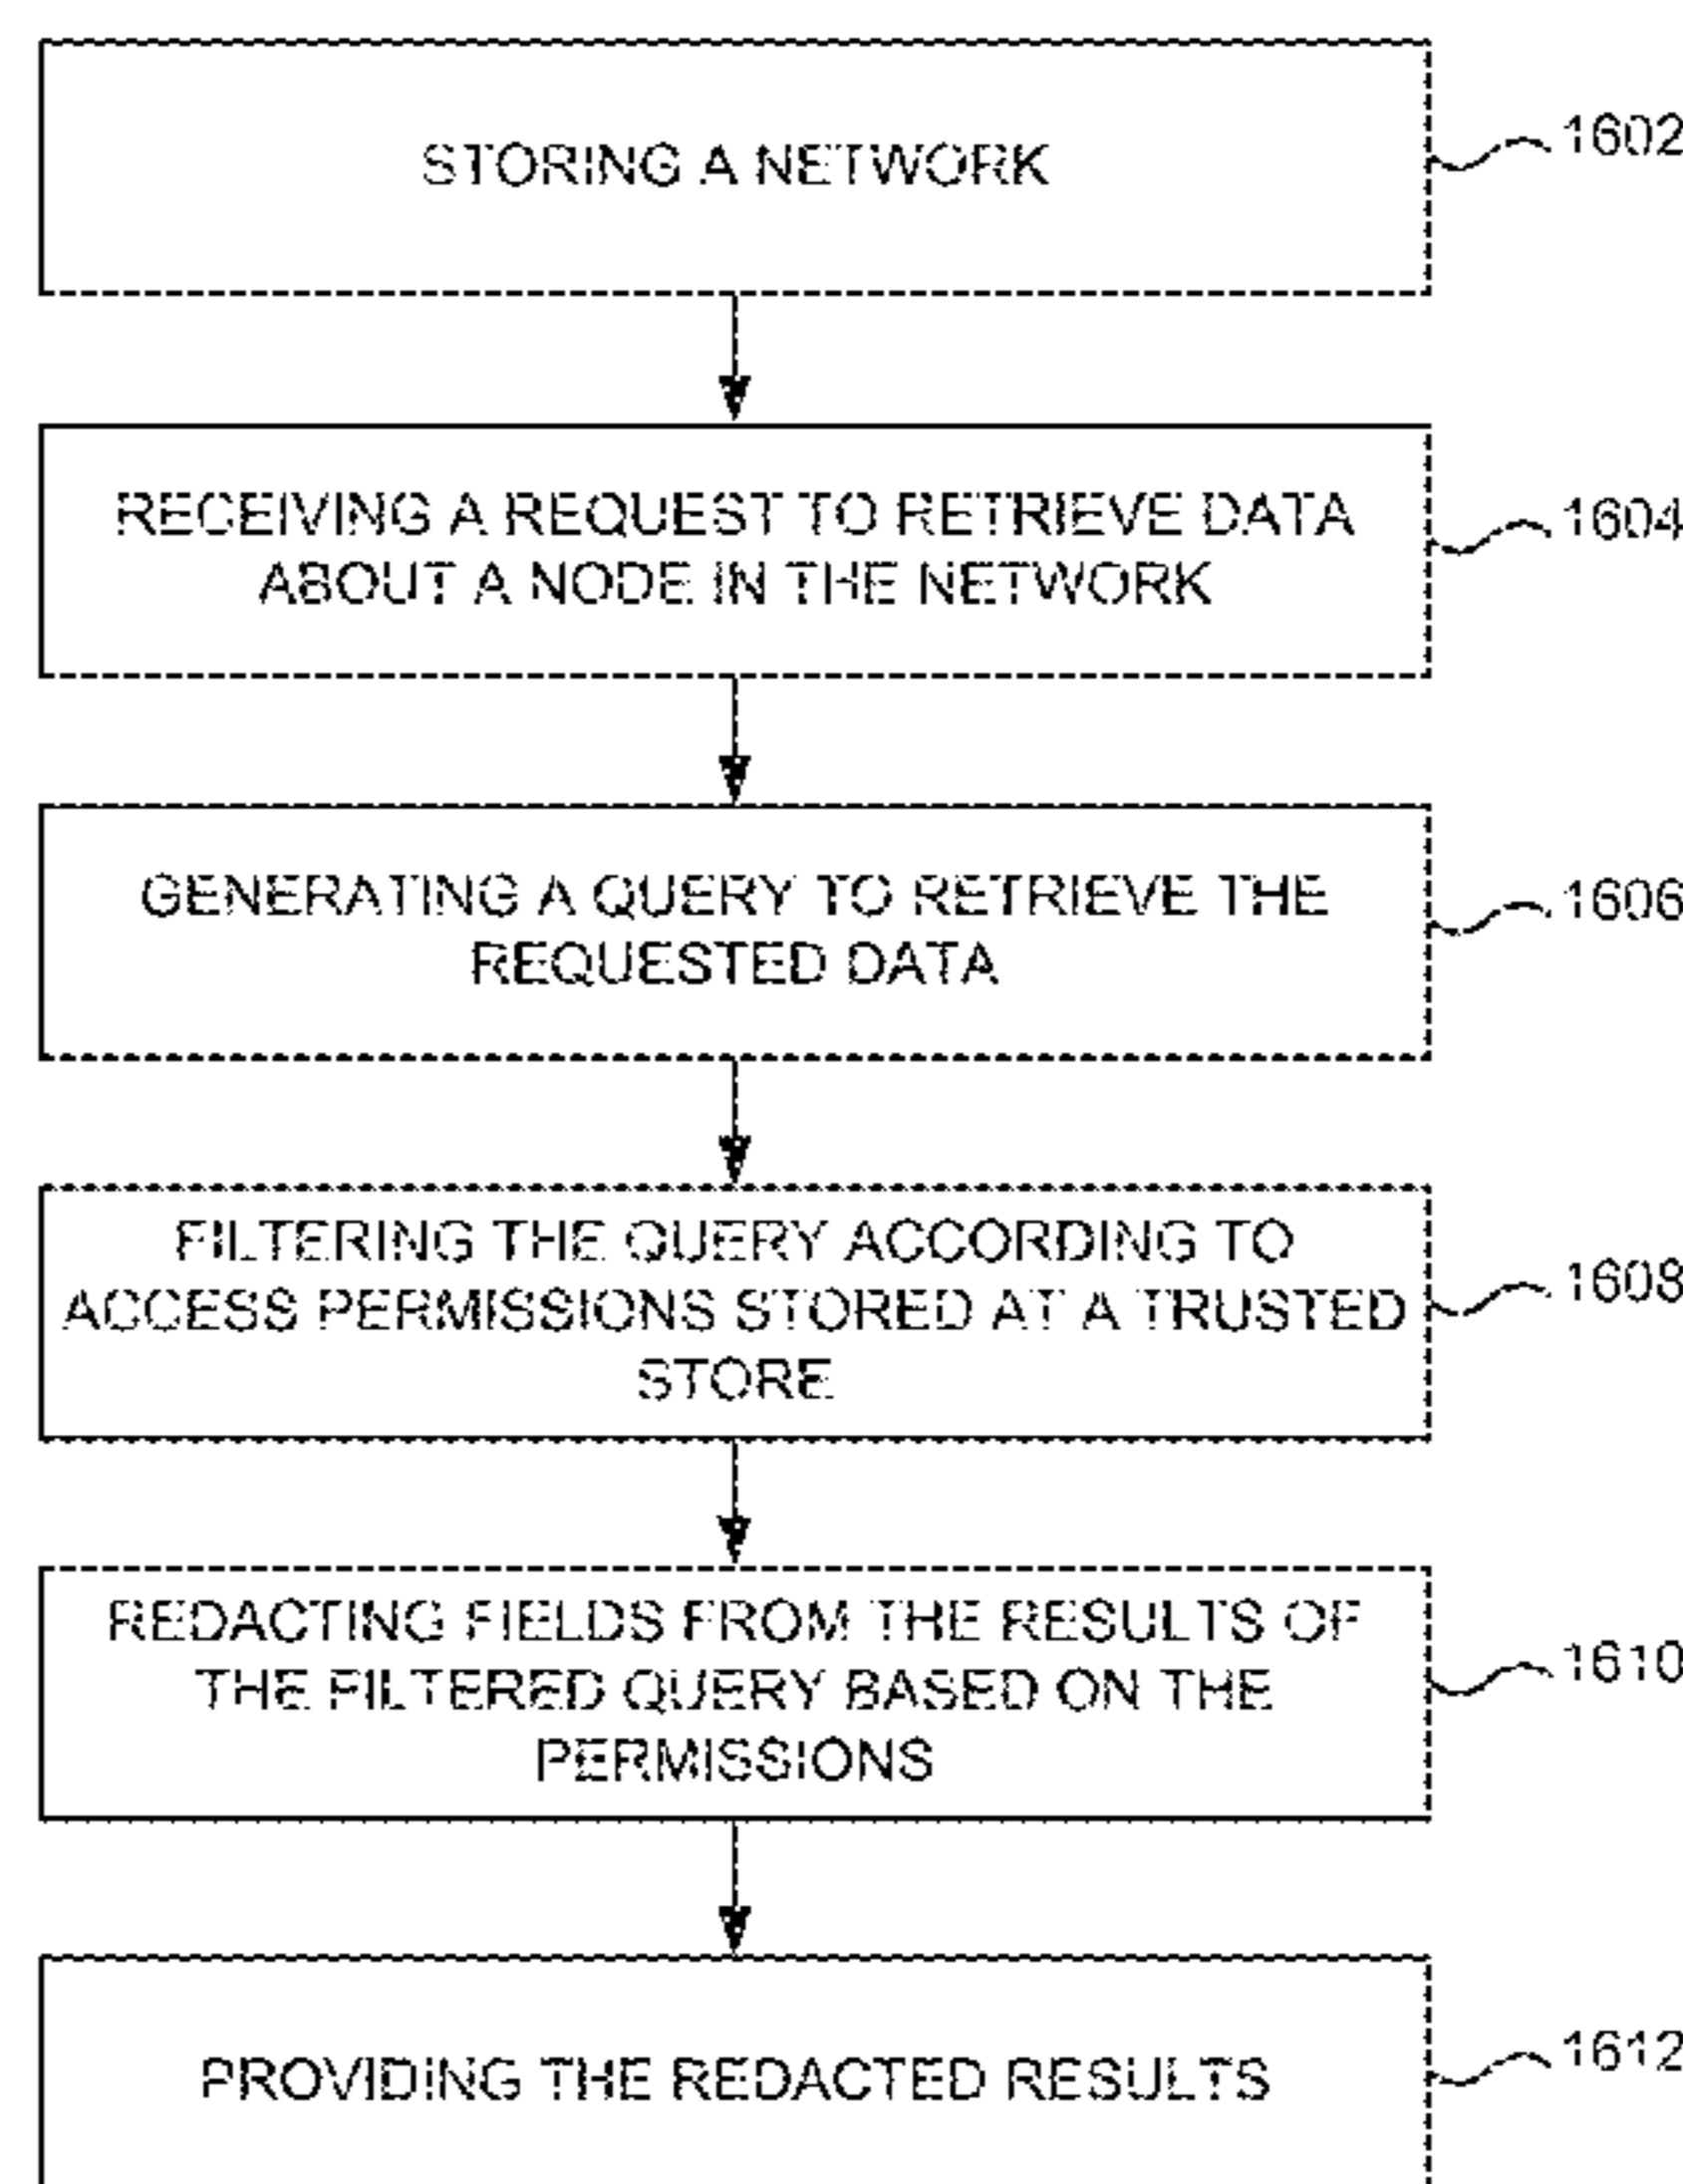 STORING A NETWORK
1602
RECEIVING A REQUEST TO RETRIEVE DATA
ABOUT A NODE IN THE NETWORK
1604
GENERATING A QUERY TO RETRIEVE THE
REQUESTED DATA
1606
FILTERING THE QUERY ACCORDING TO
ACCESS PERMISSIONS STORED AT A TRUSTED
STORE
1608
REDACTING FIELDS FROM THE RESULTS OF
THE FILTERED QUERY BASED ON THE
PERMISSIONS
1610
PROVIDING THE REDACTED RESULTS
1612